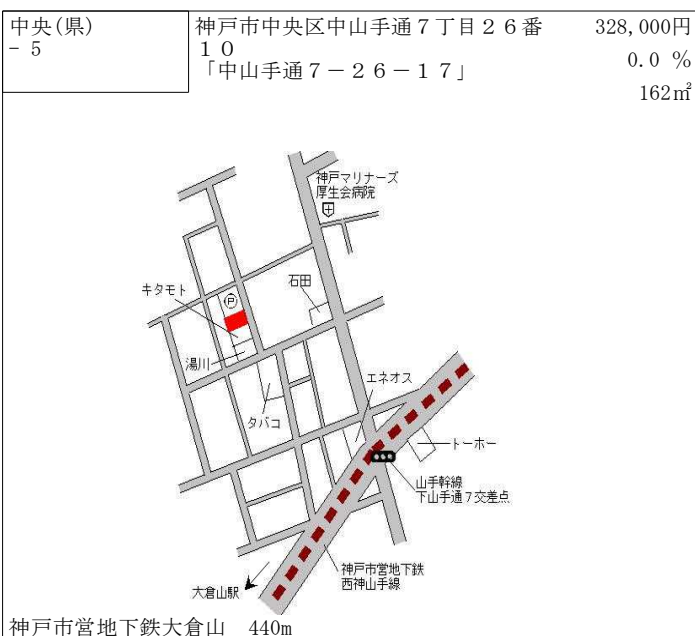 中央(県)
－５
神戸市中央区中山手通７丁目２６番
１０
「中山手通７－２６－１７」
328,000円
0.0 %
162㎡
神戸マリナーズ
厚生会病院
キタモト
P
石田
湯川
エネオス
タバコ
トーホー
山手幹線
下山手通７交差点
神戸市営地下鉄
西神山手線
大倉山駅
神戸市営地下鉄大倉山　440m